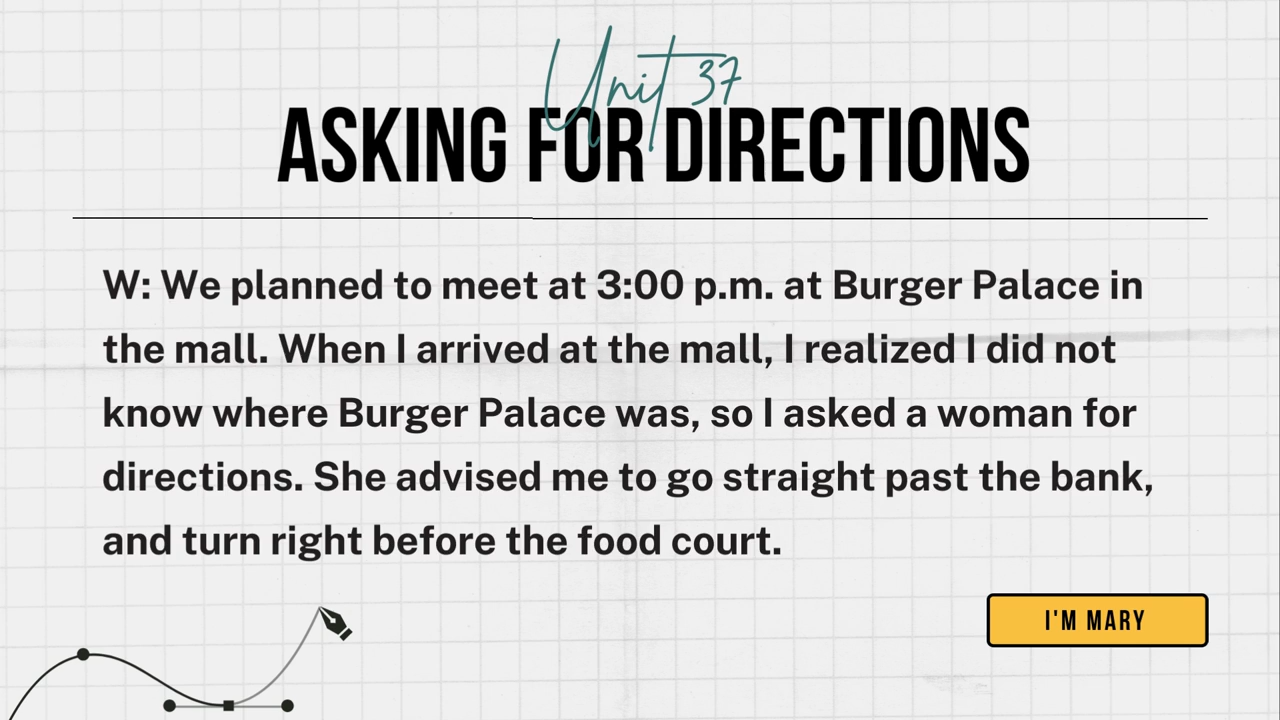 Unit 37
ASKING FOR DIRECTIONS
W: We planned to meet at 3:00 p.m. at Burger Palace in
the mall. When I arrived at the mall, I realized I did not
know where Burger Palace was, so I asked a woman for
directions. She advised me to go straight past the bank,
and turn right before the food court.
I'M MARY